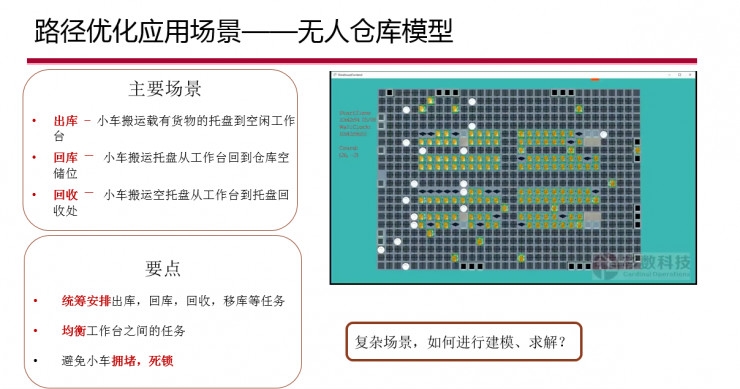 路径优化应用场景——无人仓库模型
主要场景
• 出库 – 小车搬运载有货物的托盘到空闲工作
台
• 回库 – 小车搬运托盘从工作台回到仓库空
储位
• 回收 – 小车搬运空托盘从工作台到托盘回
收处
要点
• 统筹安排出库，回库，回收，移库等任务
• 均衡工作台之间的任务
• 避免小车拥堵，死锁
数科技
Cardinal Operations
复杂场景，如何进行建模、求解？